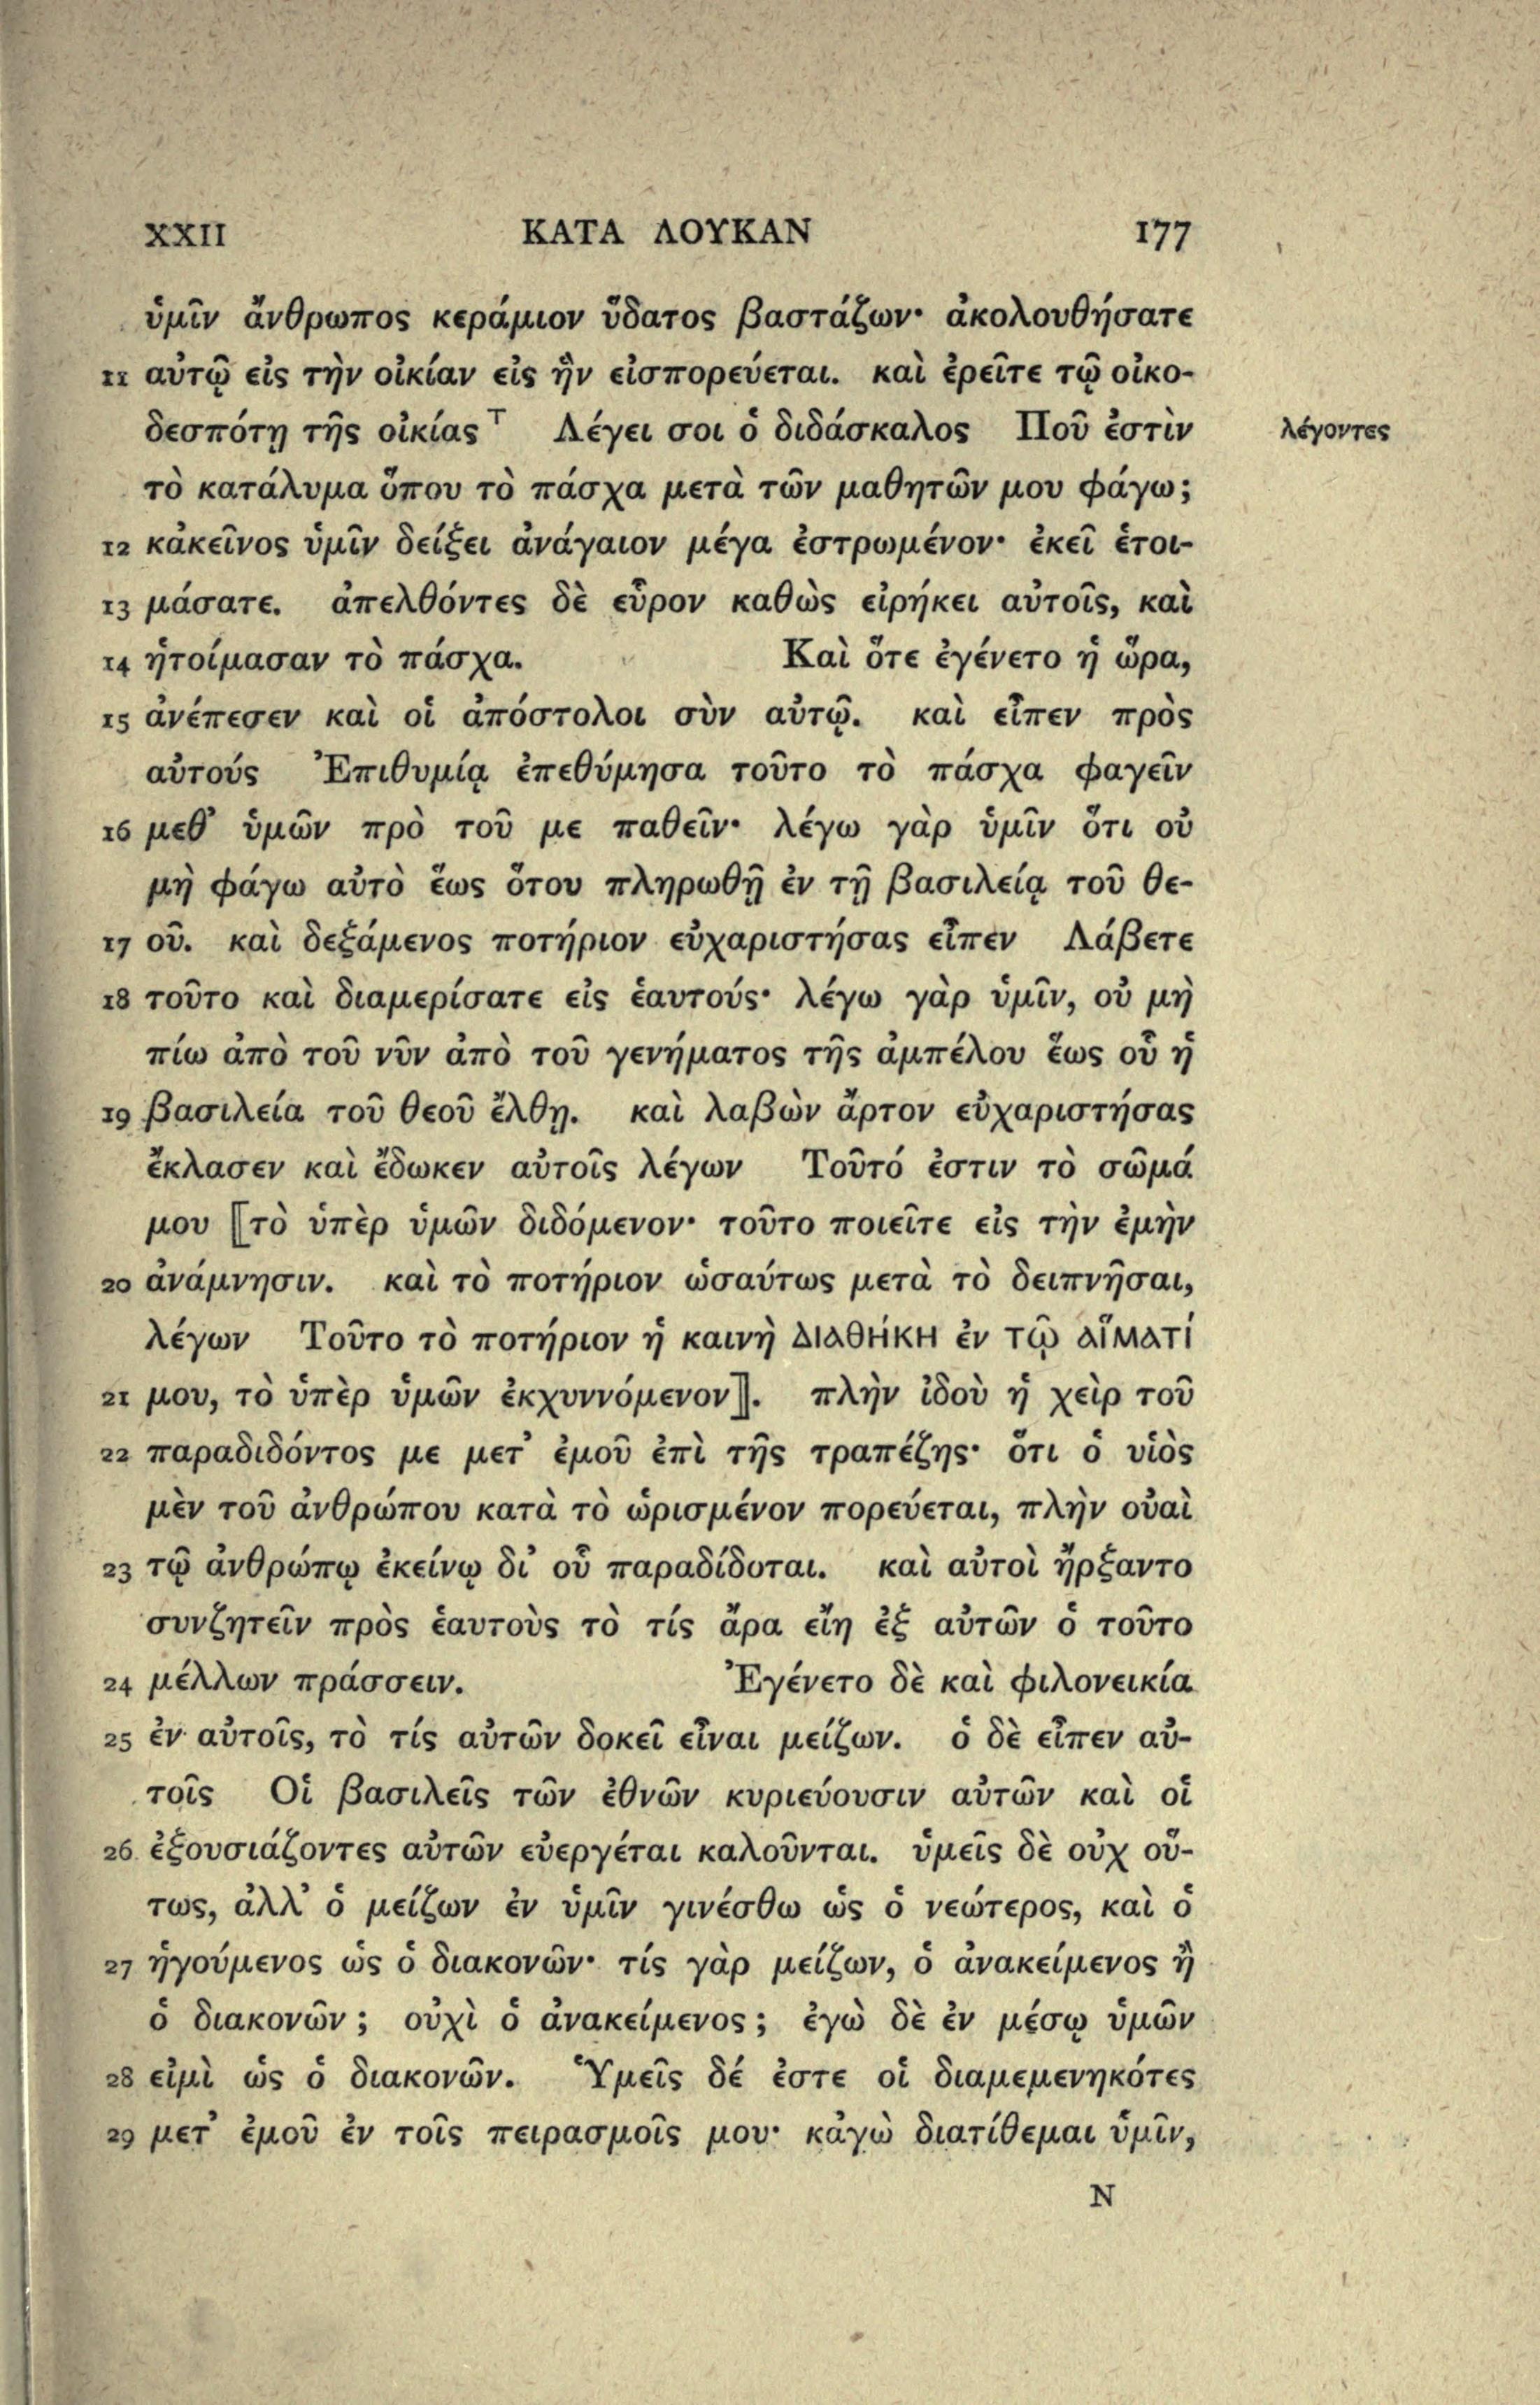 XXII ΚΑΤΑ ΛΟΥΚΑΝ 177
ὑμῖν ἄνθρωπος κεράμιον ὕδατος βαστάζων· ἀκολουθήσατε
11 αὐτῷ εἰς τὴν οἰκίαν εἰς ἣν εἰσπορεύεται. καὶ ἐρεῖτε τῷ οἰκο-
δεσπότῃ τῆς οἰκίας ⸆ Λέγει σοι ὁ διδάσκαλος Ποῦ ἐστὶν λέγοντες
τὸ κατάλυμα ὅπου τὸ πάσχα μετὰ τῶν μαθητῶν μου φάγω;
12 κἀκεῖνος ὑμῖν δείξει ἀνάγαιον μέγα ἐστρωμένον· ἐκεῖ ἑτοι-
13 μάσατε. ἀπελθόντες δὲ εὗρον καθὼς εἰρήκει αὐτοῖς, καὶ
14 ἡτοίμασαν τὸ πάσχα. Καὶ ὅτε ἐγένετο ἡ ὥρα,
15 ἀνέπεσεν καὶ οἱ ἀπόστολοι σὺν αὐτῷ. καὶ εἶπεν πρὸς
αὐτούς Ἐπιθυμίᾳ ἐπεθύμησα τοῦτο τὸ πάσχα φαγεῖν
16 μεθ᾽ ὑμῶν πρὸ τοῦ με παθεῖν· λέγω γὰρ ὑμῖν ὅτι οὐ
μὴ φάγω αὐτὸ ἕως ὅτου πληρωθῇ ἐν τῇ βασιλείᾳ τοῦ θε-
17 οῦ. καὶ δεξάμενος ποτήριον εὐχαριστήσας εἶπεν Λάβετε
18 τοῦτο καὶ διαμερίσατε εἰς ἑαυτούς· λέγω γὰρ ὑμῖν, οὐ μὴ
πίω ἀπὸ τοῦ νῦν ἀπὸ τοῦ γενήματος τῆς ἀμπέλου ἕως οὗ ἡ
19 βασιλεία τοῦ θεοῦ ἔλθῃ. καὶ λαβὼν ἄρτον εὐχαριστήσας
ἔκλασεν καὶ ἔδωκεν αὐτοῖς λέγων Τοῦτό ἐστιν τὸ σῶμά
μου ⟦τὸ ὑπὲρ ὑμῶν διδόμενον· τοῦτο ποιεῖτε εἰς τὴν ἐμὴν
20 ἀνάμνησιν. καὶ τὸ ποτήριον ὡσαύτως μετὰ τὸ δειπνῆσαι,
λέγων Τοῦτο τὸ ποτήριον ἡ καινὴ ΔΙΑΘΉΚΗ ἐν τῷ ΑἵΜΑΤΊ
21 μου, τὸ ὑπὲρ ὑμῶν ἐκχυννόμενον⟧. πλὴν ἰδοὺ ἡ χεὶρ τοῦ
22 παραδιδόντος με μετ᾽ ἐμοῦ ἐπὶ τῆς τραπέζης· ὅτι ὁ υἱὸς
μὲν τοῦ ἀνθρώπου κατὰ τὸ ὡρισμένον πορεύεται, πλὴν οὐαὶ
23 τῷ ἀνθρώπῳ ἐκείνῳ δι᾽ οὗ παραδίδοται. καὶ αὐτοὶ ἤρξαντο
συνζητεῖν πρὸς ἑαυτοὺς τὸ τίς ἄρα εἴη ἐξ αὐτῶν ὁ τοῦτο
24 μέλλων πράσσειν. Ἐγένετο δὲ καὶ φιλονεικία
25 ἐν αὐτοῖς, τὸ τίς αὐτῶν δοκεῖ εἶναι μείζων. ὁ δὲ εἶπεν αὐ-
τοῖς Οἱ βασιλεῖς τῶν ἐθνῶν κυριεύουσιν αὐτῶν καὶ οἱ
26 ἐξουσιάζοντες αὐτῶν εὐεργέται καλοῦνται. ὑμεῖς δὲ οὐχ οὕ-
τως, ἀλλ᾽ ὁ μείζων ἐν ὑμῖν γινέσθω ὡς ὁ νεώτερος, καὶ ὁ
27 ἡγούμενος ὡς ὁ διακονῶν· τίς γὰρ μείζων, ὁ ἀνακείμενος ἢ
ὁ διακονῶν; οὐχὶ ὁ ἀνακείμενος; ἐγὼ δὲ ἐν μέσῳ ὑμῶν
28 εἰμὶ ὡς ὁ διακονῶν. Ὑμεῖς δέ ἐστε οἱ διαμεμενηκότες
29 μετ᾽ ἐμοῦ ἐν τοῖς πειρασμοῖς μου· κἀγὼ διατίθεμαι ὑμῖν,
N